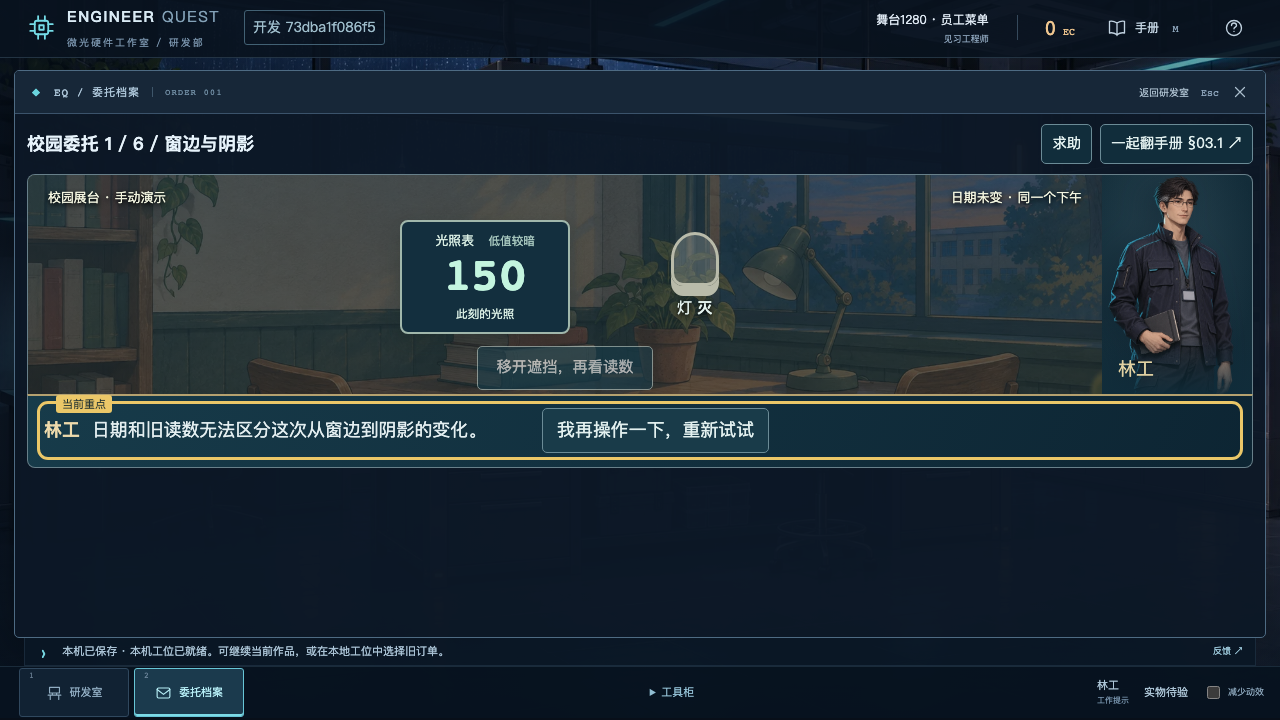 ENGINEER QUEST
微光硬件工作室 / 研发部
开发 73dba1f086f5
舞台1280 · 员工菜单
见习工程师
0 EC
手册 M
EQ / 委托档案
ORDER 001
返回研发室 Esc
校园委托 1 / 6 / 窗边与阴影
求助
一起翻手册 §03.1 ↗
校园展台 · 手动演示
日期未变 · 同一个下午
光照表 低值较暗
150
此刻的光照
灯 灭
移开遮挡，再看读数
林工
当前重点
林工 日期和旧读数无法区分这次从窗边到阴影的变化。
我再操作一下，重新试试
本机已保存 · 本机工位已就绪。可继续当前作品，或在本地工位中选择旧订单。
反馈 ↗
1 研发室
2 委托档案
工具柜
林工
工作提示
实物待验
减少动效